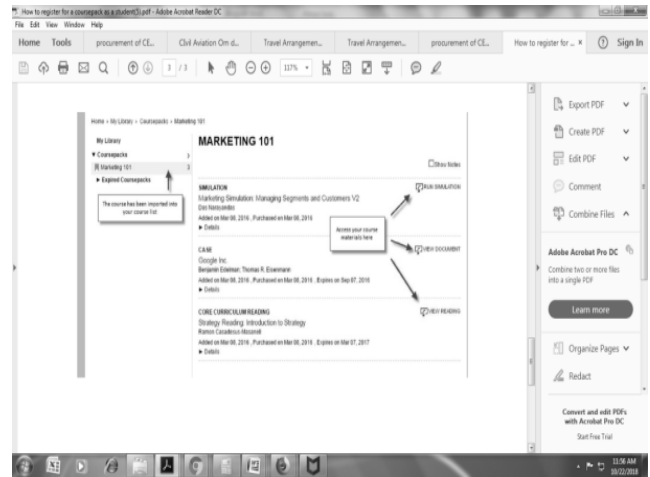 How to register for a coursepack as a student(5).pdf - Adobe Acrobat Reader DC
File Edit View Window Help
Home Tools procurement of CE... Civil Aviation Om d... Travel Arrangemen... Travel Arrangemen... procurement of CE... How to register for ... × Sign In
3 / 3 117%
Home » My Library » Coursepacks » Marketing 101
My Library
▼ Coursepacks 3
Marketing 101 3
► Expired Coursepacks
The course has been imported into
your course list
MARKETING 101
Show Notes
SIMULATION
RUN SIMULATION
Marketing Simulation: Managing Segments and Customers V2
Das Narayandas
Added on Mar 08, 2016 , Purchased on Mar 08, 2016
► Details
Access your course
materials here
CASE
VIEW DOCUMENT
Google Inc.
Benjamin Edelman; Thomas R. Eisenmann
Added on Mar 08, 2016 , Purchased on Mar 08, 2016 , Expires on Sep 07, 2016
► Details
CORE CURRICULUM READING
VIEW READING
Strategy Reading: Introduction to Strategy
Ramon Casadesus-Masanell
Added on Mar 08, 2016 , Purchased on Mar 08, 2016 , Expires on Mar 07, 2017
► Details
Export PDF
Create PDF
Edit PDF
Comment
Combine Files
Adobe Acrobat Pro DC
Combine two or more files
into a single PDF
Learn more
Organize Pages
Redact
Convert and edit PDFs
with Acrobat Pro DC
Start Free Trial
11:56 AM
10/22/2018